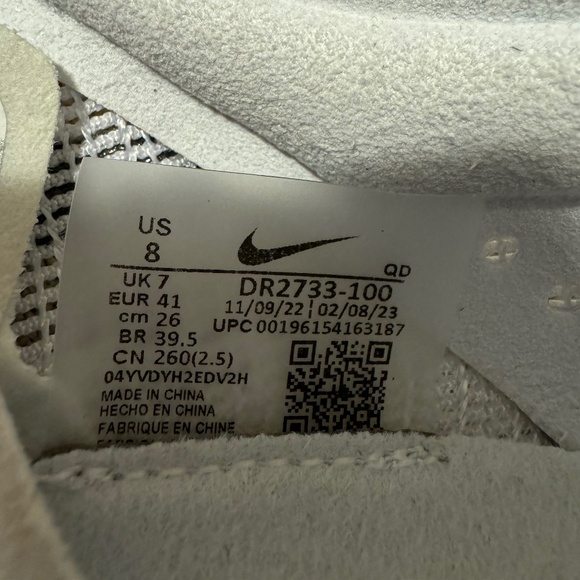 US
8
QD
UK 7
DR2733-100
EUR 41
11/09/22 | 02/08/23
cm 26
UPC 00196154163187
BR 39.5
CN 260(2.5)
04YVDYH2EDV2H
MADE IN CHINA
HECHO EN CHINA
FABRIQUE EN CHINE